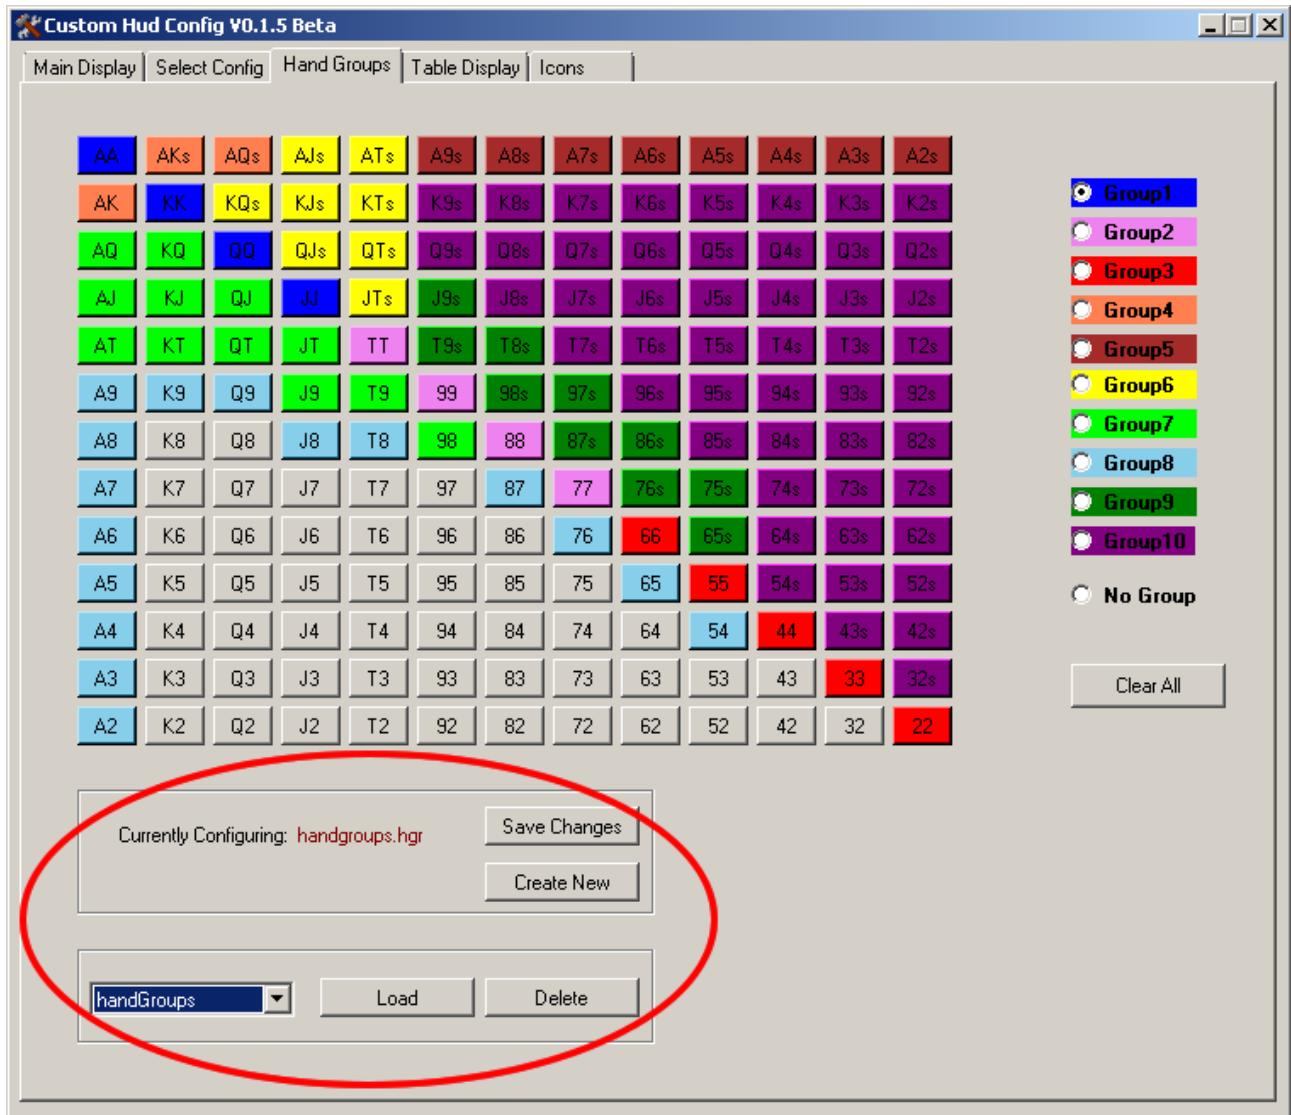 Custom Hud Config V0.1.5 Beta
Main Display Select Config Hand Groups Table Display Icons
AA AKs AQs AJs ATs A9s A8s A7s A6s A5s A4s A3s A2s
AK KK KQs KJs KTs K9s K8s K7s K6s K5s K4s K3s K2s
AQ KQ QQ QJs QTs Q9s Q8s Q7s Q6s Q5s Q4s Q3s Q2s
AJ KJ QJ JJ JTs J9s J8s J7s J6s J5s J4s J3s J2s
AT KT QT JT TT T9s T8s T7s T6s T5s T4s T3s T2s
A9 K9 Q9 J9 T9 99 98s 97s 96s 95s 94s 93s 92s
A8 K8 Q8 J8 T8 98 88 87s 86s 85s 84s 83s 82s
A7 K7 Q7 J7 T7 97 87 77 76s 75s 74s 73s 72s
A6 K6 Q6 J6 T6 96 86 76 66 65s 64s 63s 62s
A5 K5 Q5 J5 T5 95 85 75 65 55 54s 53s 52s
A4 K4 Q4 J4 T4 94 84 74 64 54 44 43s 42s
A3 K3 Q3 J3 T3 93 83 73 63 53 43 33 32s
A2 K2 Q2 J2 T2 92 82 72 62 52 42 32 22
Group1
Group2
Group3
Group4
Group5
Group6
Group7
Group8
Group9
Group10
No Group
Clear All
Currently Configuring: handgroups.hgr
Save Changes
Create New
handGroups Load Delete